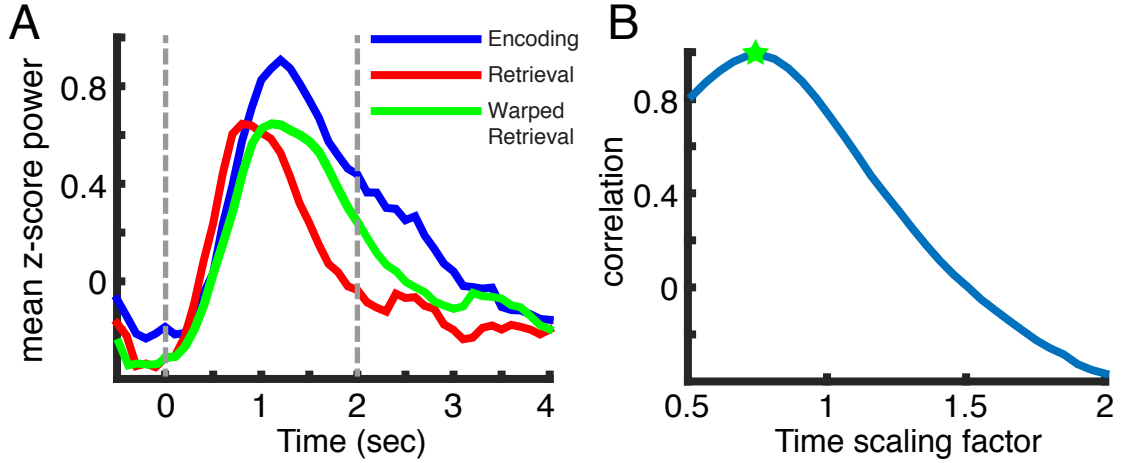 A
mean z-score power
0.8
0.4
0
0
1
2
3
4
Time (sec)
Encoding
Retrieval
Warped
Retrieval
B
correlation
0.8
0.4
0
0.5
1
1.5
2
Time scaling factor